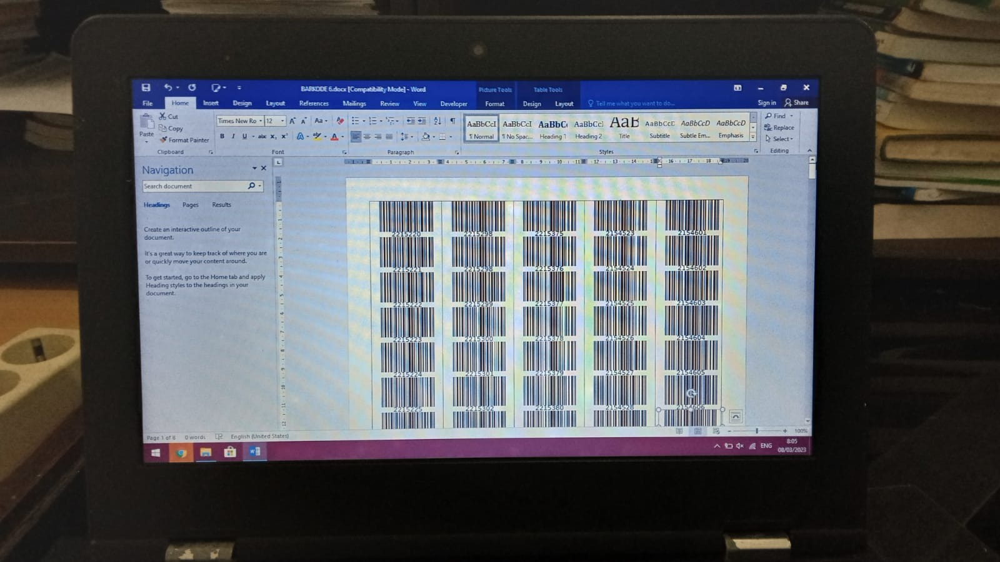 BARKODE 6.docx [Compatibility Mode] - Word
Picture Tools
Table Tools
File Home Insert Design Layout References Mailings Review View Developer Format Design Layout Tell me what you want to do... Sign in Share
Paste
Cut
Copy
Format Painter
Clipboard
Times New Ro 12
Font
Paragraph
AaBbCcI AaBbCcI AaBbC AaBbCcI AaB AaBbCcD AaBbCcD AaBbCcD
¶ Normal ¶ No Spac... Heading 1 Heading 2 Title Subtitle Subtle Em... Emphasis
Styles
Find
Replace
Select
Editing
Navigation
Search document
Headings Pages Results
Create an interactive outline of your
document.
It's a great way to keep track of where you are
or quickly move your content around.
To get started, go to the Home tab and apply
Heading styles to the headings in your
document.
2215220 2215298 2215375 2154523 2154601
2215221 2215298 2215376 2154524 2154602
2215222 2215299 2215377 2154525 2154603
2215223 2215300 2215378 2154526 2154604
2215224 2215301 2215379 2154527 2154605
2215225 2215302 2215380 2154528 2154606
Page 1 of 8 0 words English (United States)
100%
ENG
8:05
08/03/2023